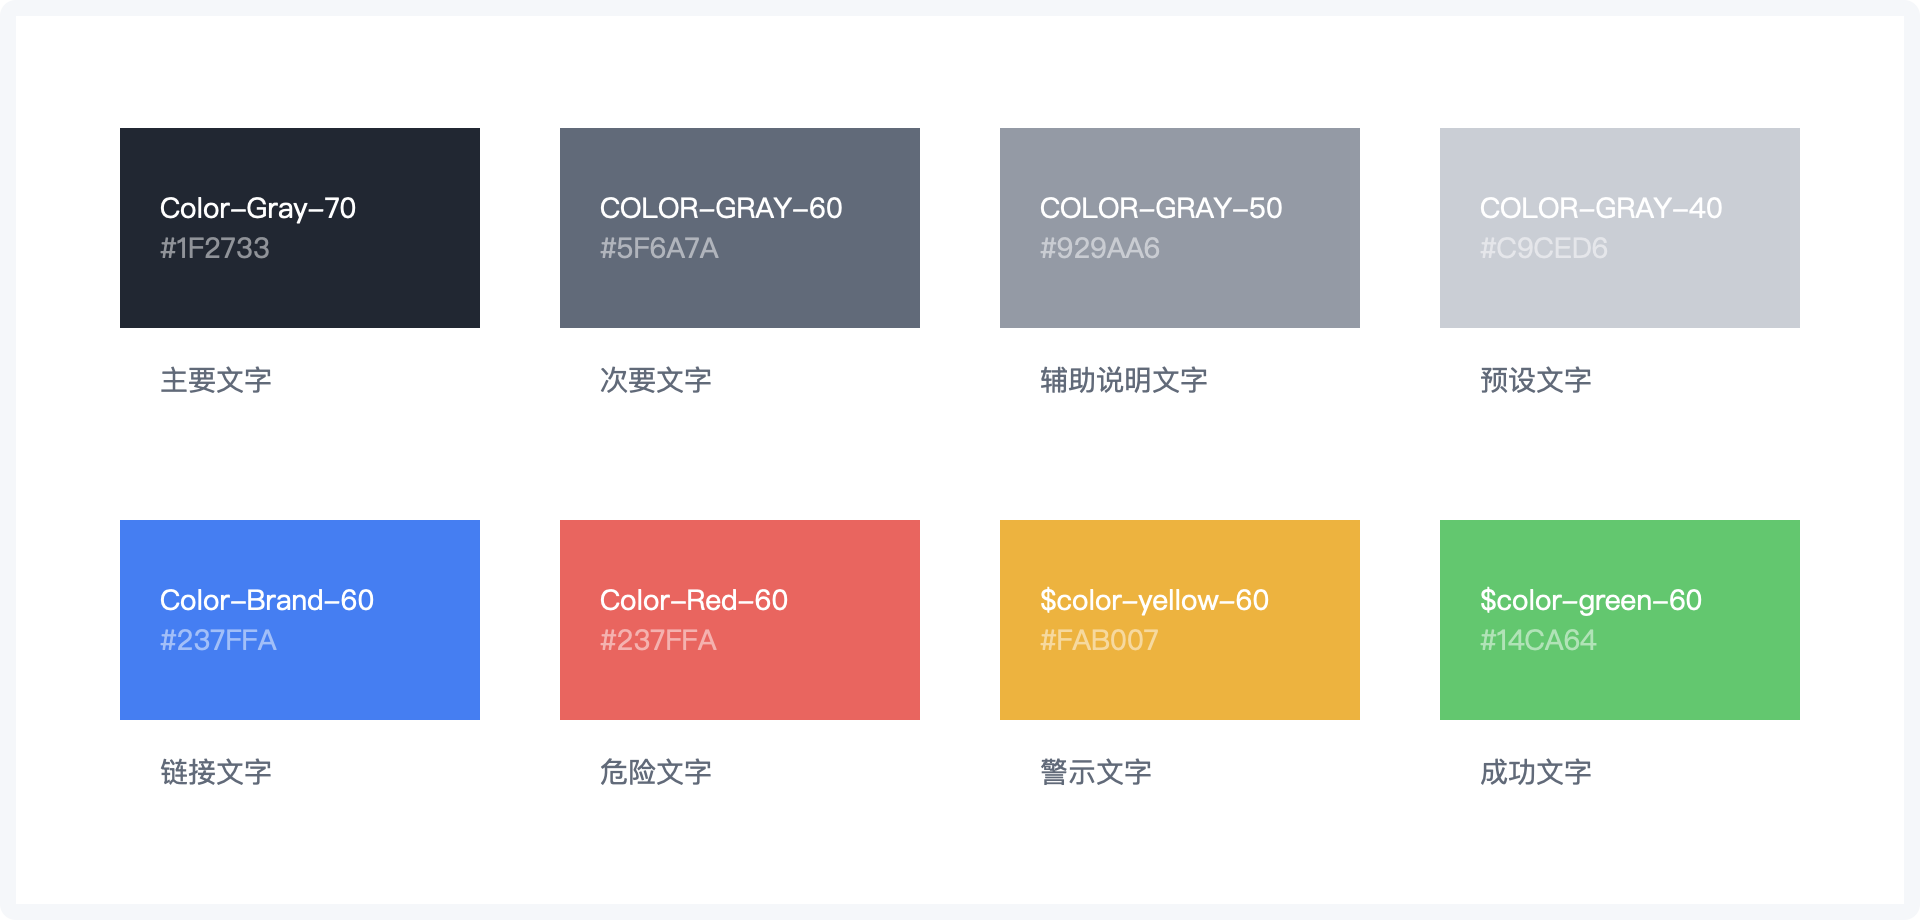 Color-Gray-70
#1F2733
COLOR-GRAY-60
#5F6A7A
COLOR-GRAY-50
#929AA6
COLOR-GRAY-40
#C9CED6
主要文字
次要文字
辅助说明文字
预设文字
Color-Brand-60
#237FFA
Color-Red-60
#237FFA
$color-yellow-60
#FAB007
$color-green-60
#14CA64
链接文字
危险文字
警示文字
成功文字